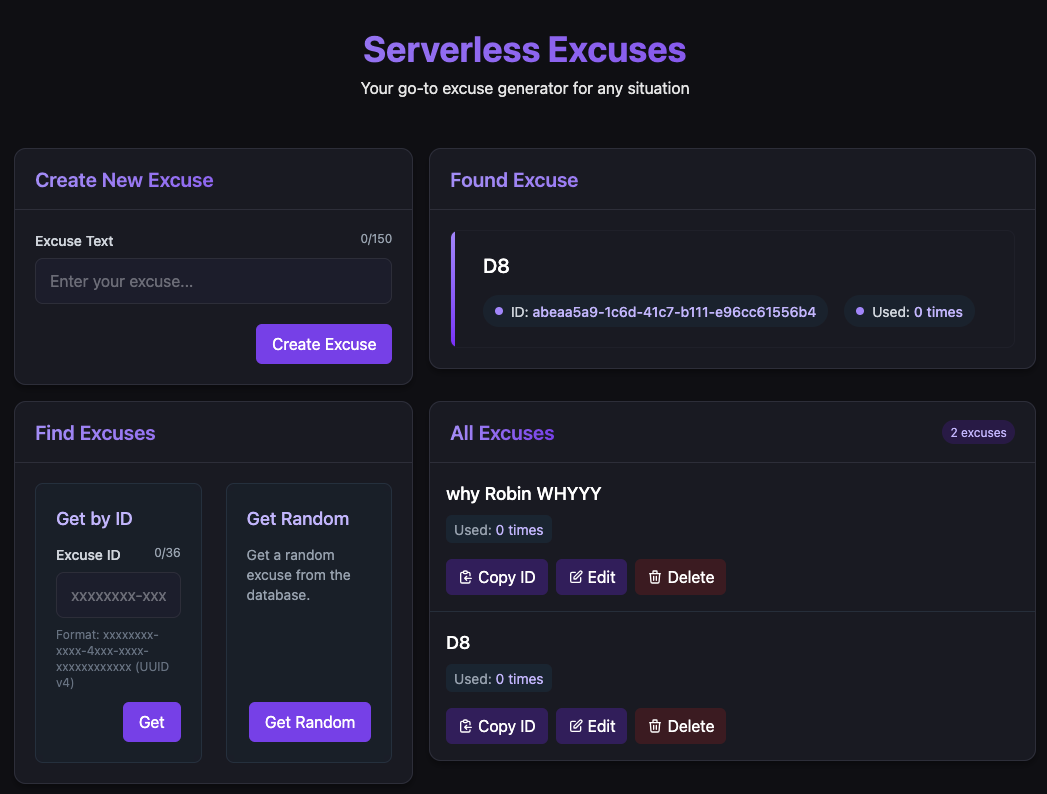 Serverless Excuses
Your go-to excuse generator for any situation
Create New Excuse
Excuse Text
0/150
Enter your excuse...
Create Excuse
Found Excuse
D8
ID: abeaa5a9-1c6d-41c7-b111-e96cc61556b4
Used: 0 times
Find Excuses
Get by ID
Excuse ID
0/36
xxxxxxxx-xxx
Format: xxxxxxxx-
xxxx-4xxx-xxxx-
xxxxxxxxxxxx (UUID
v4)
Get
Get Random
Get a random
excuse from the
database.
Get Random
All Excuses
2 excuses
why Robin WHYYY
Used: 0 times
Copy ID
Edit
Delete
D8
Used: 0 times
Copy ID
Edit
Delete